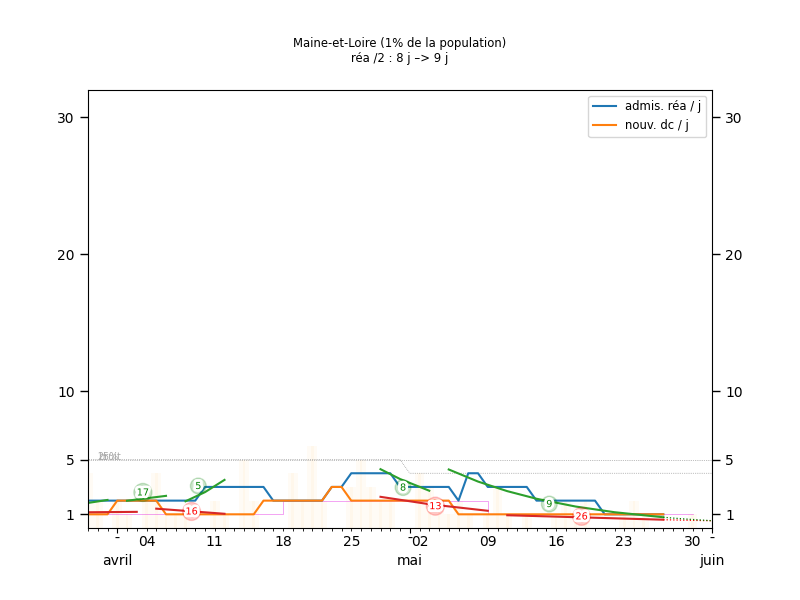 Maine-et-Loire (1% de la population)
réa /2 : 8 j –> 9 j
admis. réa / j
nouv. dc / j
30 30
20 20
10 10
5 5
1 1
17 5 16 8 13 9 26
- 04 11 18 25 - 02 09 16 23 30 -
avril mai juin